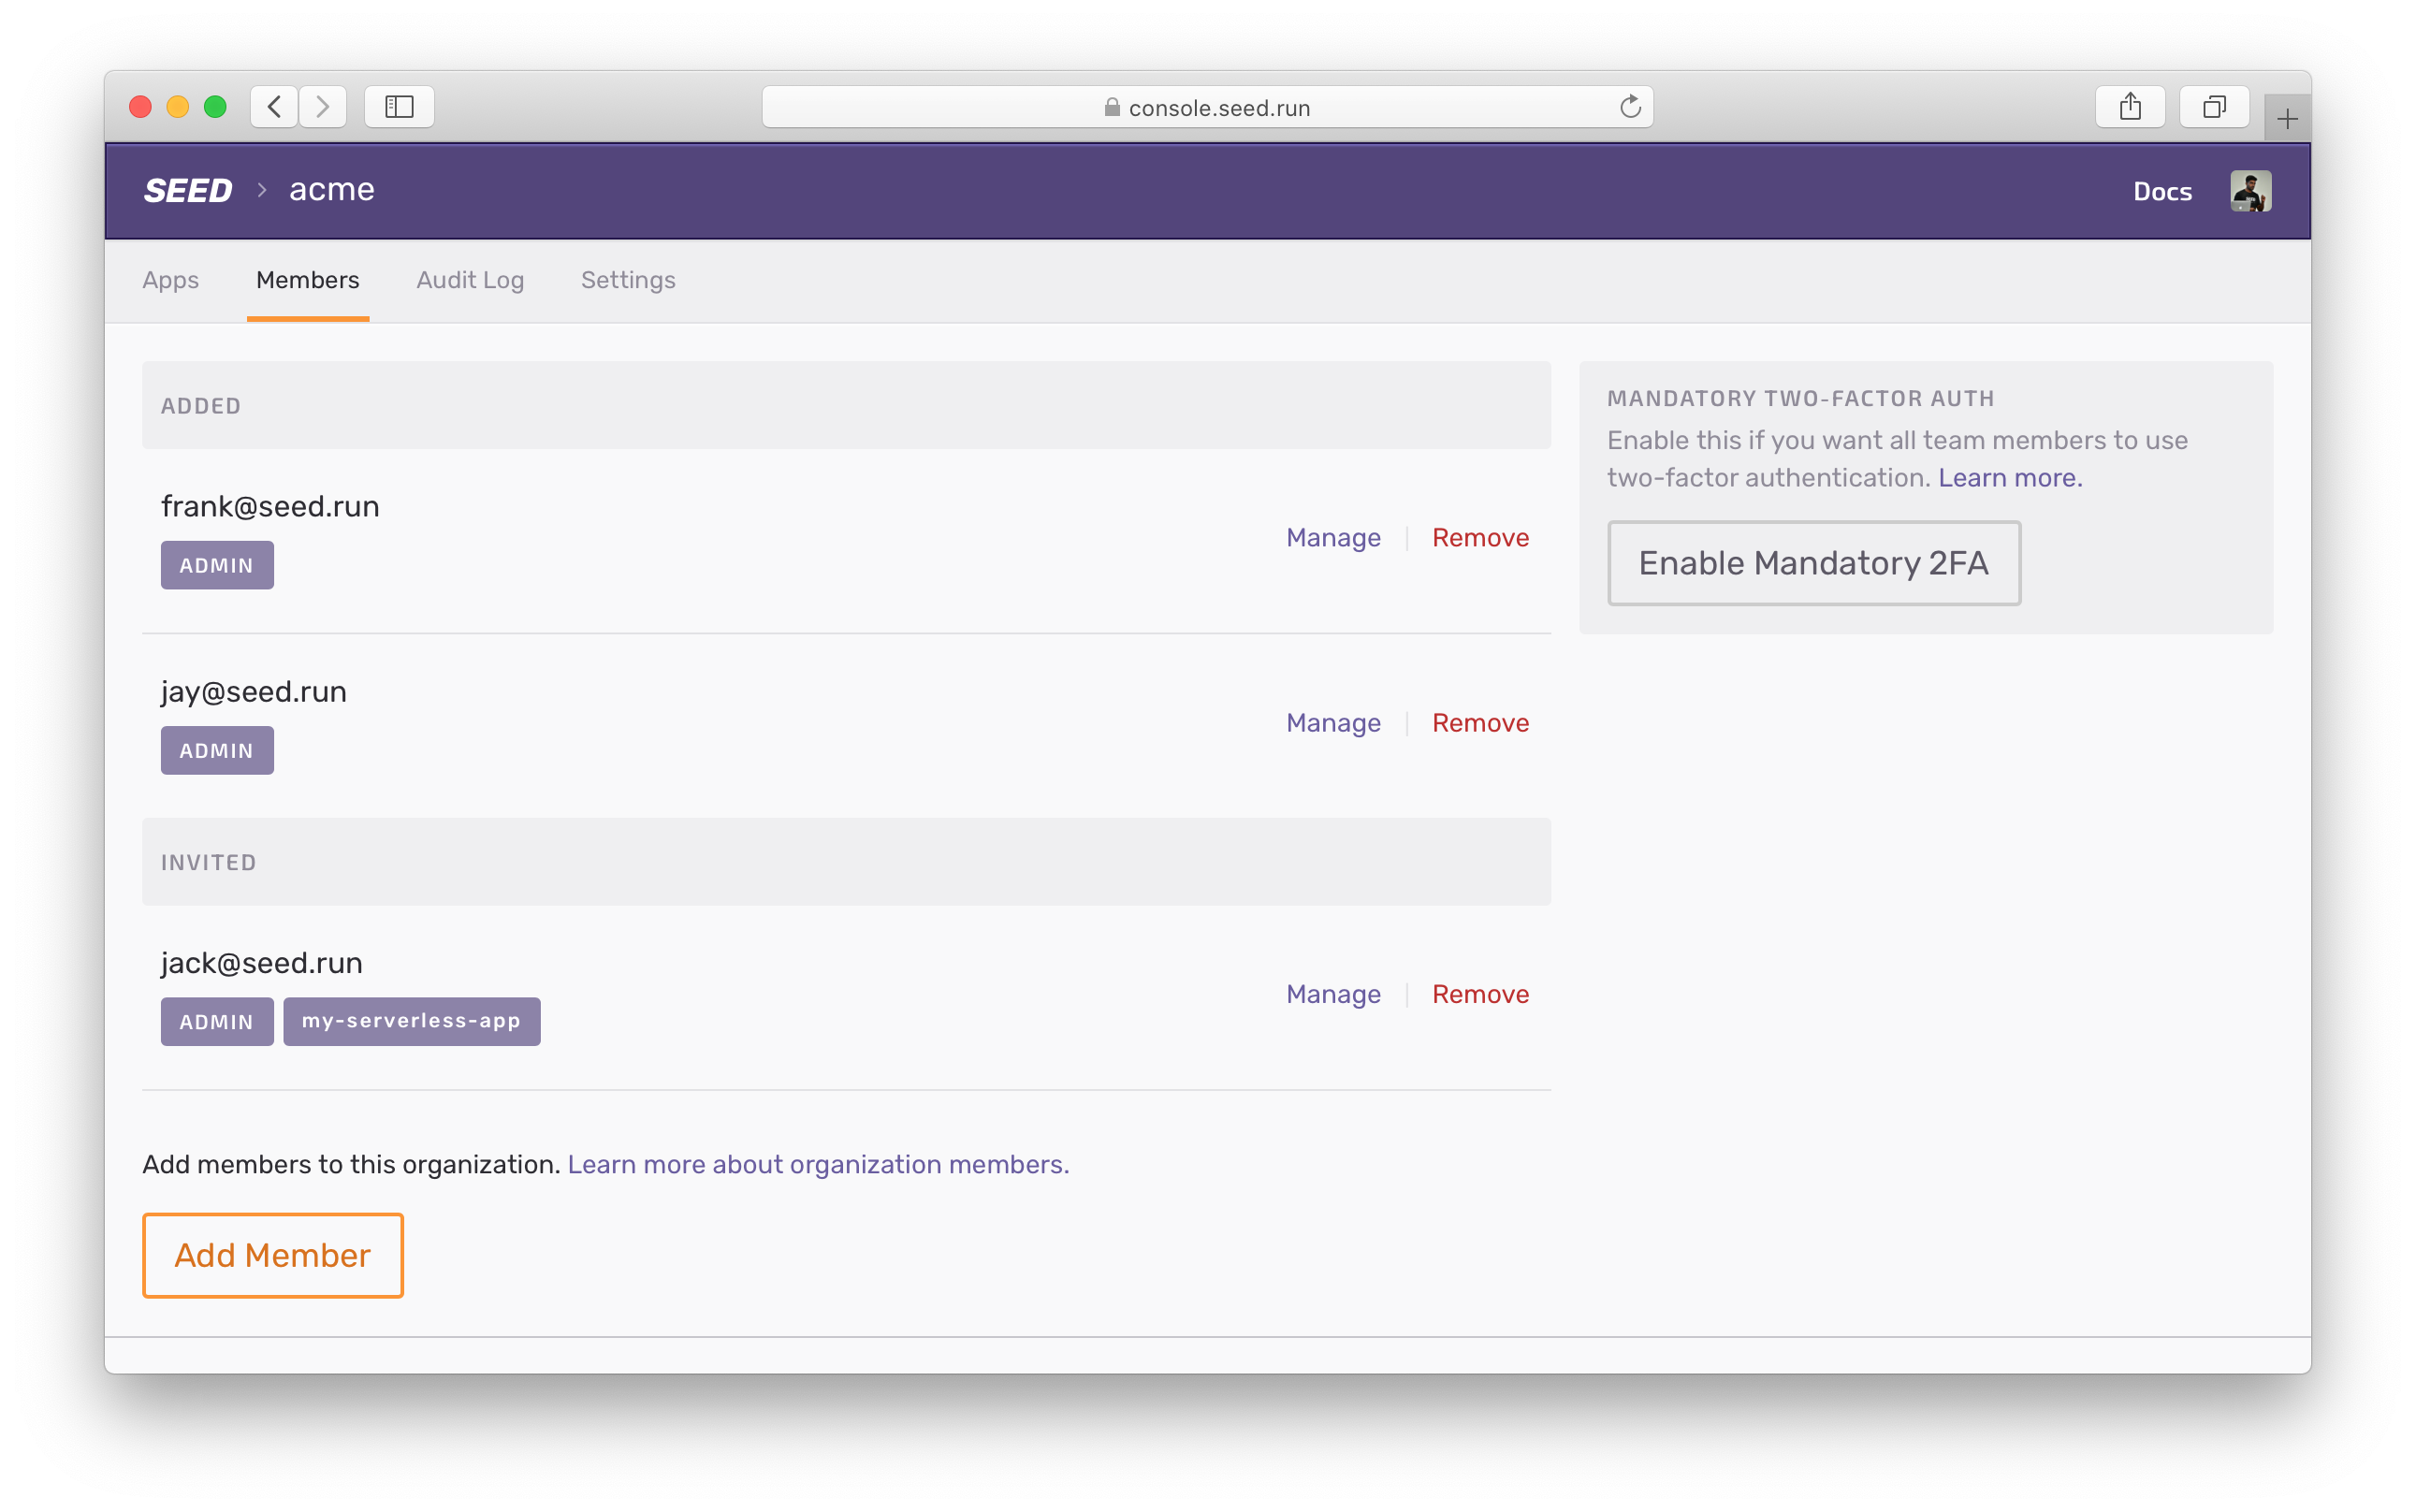 console.seed.run
SEED > acme
Docs
Apps Members Audit Log Settings
ADDED
frank@seed.run
ADMIN
Manage Remove
jay@seed.run
ADMIN
Manage Remove
INVITED
jack@seed.run
ADMIN my-serverless-app
Manage Remove
Add members to this organization. Learn more about organization members.
Add Member
MANDATORY TWO-FACTOR AUTH
Enable this if you want all team members to use
two-factor authentication. Learn more.
Enable Mandatory 2FA